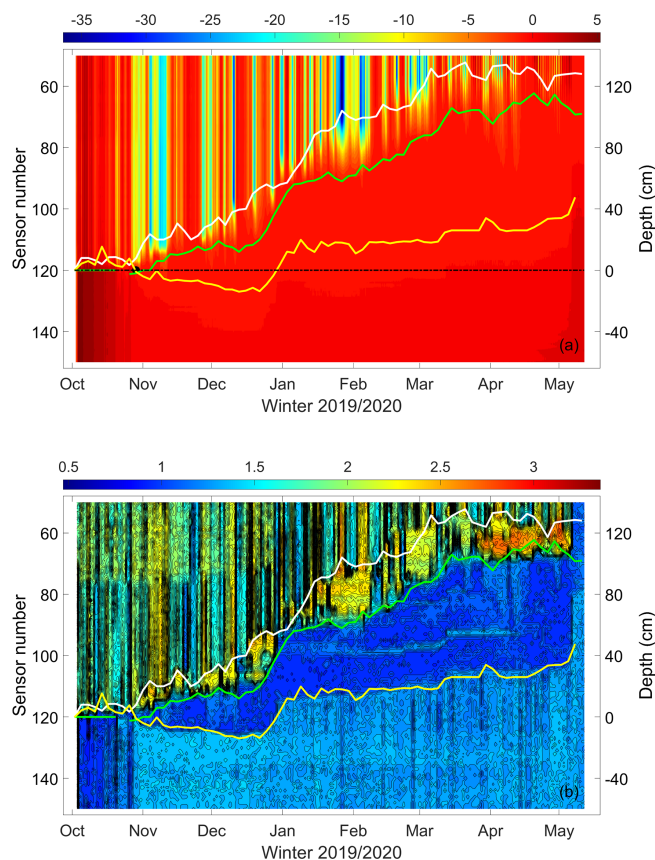 -35 -30 -25 -20 -15 -10 -5 0 5
60 120
80 80
100 40
120 0
140 -40
Sensor number
Depth (cm)
(a)
Oct Nov Dec Jan Feb Mar Apr May
Winter 2019/2020
0.5 1 1.5 2 2.5 3
60 120
80 80
100 40
120 0
140 -40
Sensor number
Depth (cm)
(b)
Oct Nov Dec Jan Feb Mar Apr May
Winter 2019/2020